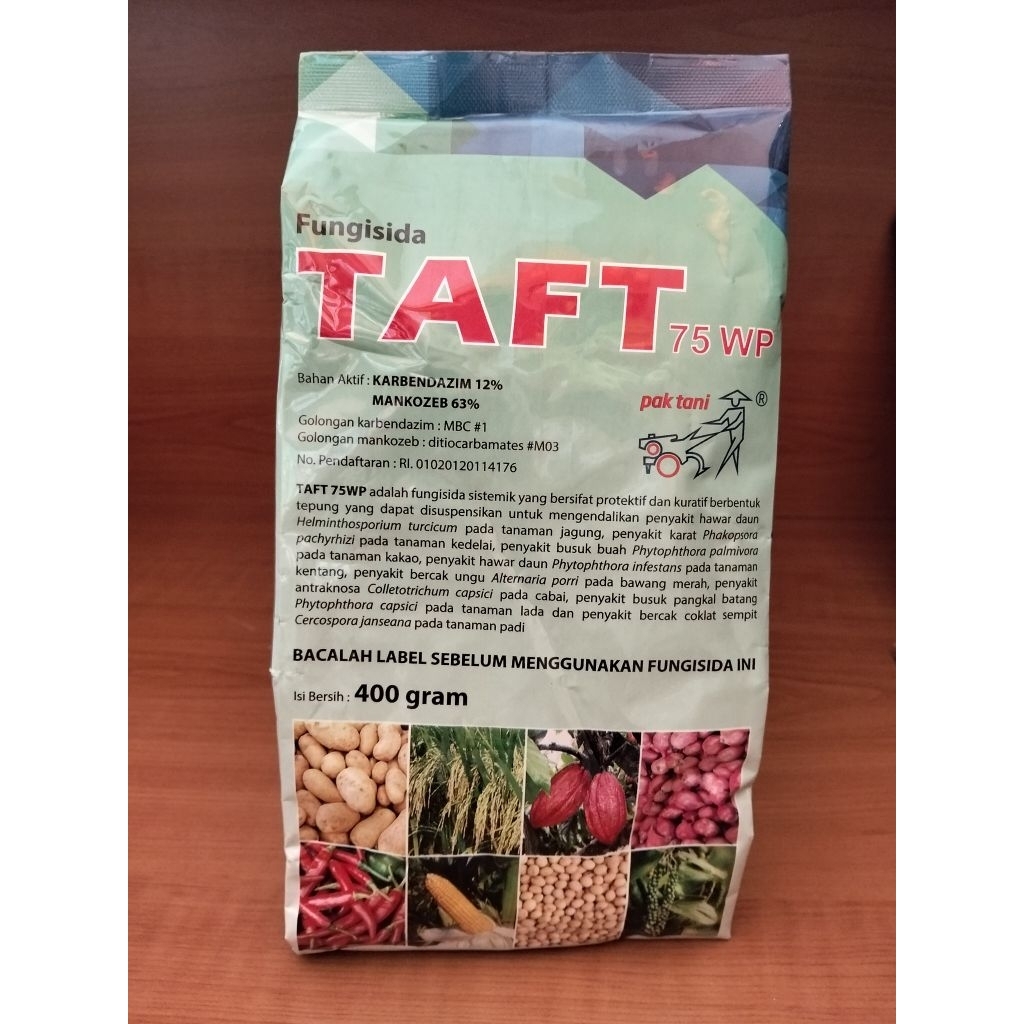 Fungisida
TAFT 75 WP
Bahan Aktif : KARBENDAZIM 12%
MANKOZEB 63%
Golongan karbendazim : MBC #1
Golongan mankozeb : ditiocarbamates #M03
No. Pendaftaran : RI. 01020120114176
pak tani ®
TAFT 75WP adalah fungisida sistemik yang bersifat protektif dan kuratif berbentuk
tepung yang dapat disuspensikan untuk mengendalikan penyakit hawar daun
Helminthosporium turcicum pada tanaman jagung, penyakit karat Phakopsora
pachyrhizi pada tanaman kedelai, penyakit busuk buah Phytophthora palmivora
pada tanaman kakao, penyakit hawar daun Phytophthora infestans pada tanaman
kentang, penyakit bercak ungu Alternaria porri pada bawang merah, penyakit
antraknosa Colletotrichum capsici pada cabai, penyakit busuk pangkal batang
Phytophthora capsici pada tanaman lada dan penyakit bercak coklat sempit
Cercospora janseana pada tanaman padi
BACALAH LABEL SEBELUM MENGGUNAKAN FUNGISIDA INI
Isi Bersih : 400 gram